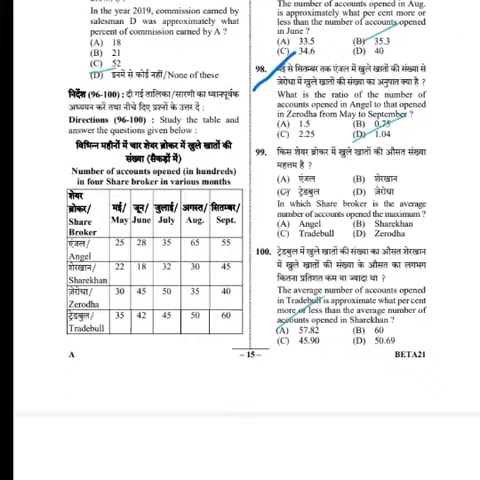 In the year 2019, commission earned by
salesman D was approximately what
percent of commission earned by A ?
(A) 18
(B) 21
(C) 52
(D) इनमें से कोई नहीं/None of these
निर्देश (96-100) : दी गई तालिका/सारणी का ध्यानपूर्वक
अध्ययन करें तथा नीचे दिए प्रश्नों के उत्तर दें :
Directions (96-100) : Study the table and
answer the questions given below :
विभिन्न महीनों में चार शेयर ब्रोकर में खुले खातों की
संख्या (सैकड़ों में)
Number of accounts opened (in hundreds)
in four Share broker in various months
शेयर ब्रोकर/ Share Broker मई/ May जून/ June जुलाई/ July अगस्त/ Aug. सितम्बर/ Sept.
एंजल/ Angel 25 28 35 65 55
शेरखान/ Sharekhan 22 18 32 30 45
ज़ेरोधा/ Zerodha 30 45 50 35 40
ट्रेडबुल/ Tradebull 35 42 45 50 60
The number of accounts opened in Aug.
is approximately what per cent more or
less than the number of accounts opened
in June ?
(A) 33.5 (B) 35.3
(C) 34.6 (D) 40
98. मई से सितम्बर तक एंजल में खुले खातों की संख्या से
ज़ेरोधा में खुले खातों की संख्या का अनुपात क्या है ?
What is the ratio of the number of
accounts opened in Angel to that opened
in Zerodha from May to September ?
(A) 1.5 (B) 0.75
(C) 2.25 (D) 1.04
99. किस शेयर ब्रोकर में खुले खातों की औसत संख्या
महत्तम है ?
(A) एंजल (B) शेरखान
(C) ट्रेडबुल (D) ज़ेरोधा
In which Share broker is the average
number of accounts opened the maximum ?
(A) Angel (B) Sharekhan
(C) Tradebull (D) Zerodha
100. ट्रेडबुल में खुले खातों की संख्या का औसत शेरखान
में खुले खातों की संख्या के औसत का लगभग
कितना प्रतिशत कम या ज्यादा था ?
The average number of accounts opened
in Tradebull is approximate what per cent
more or less than the average number of
accounts opened in Sharekhan ?
(A) 57.82 (B) 60
(C) 45.90 (D) 50.69
A – 15 – BETA21